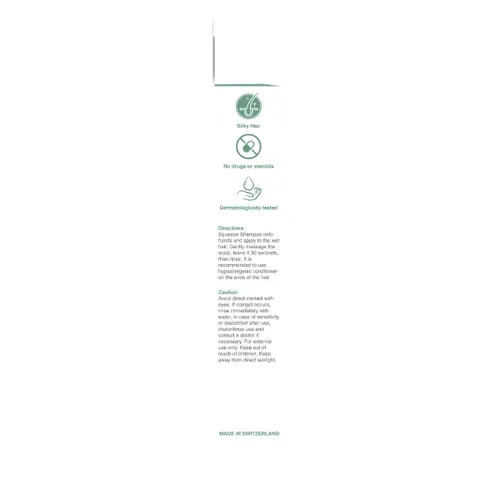 Silky Hair
No drugs or steroids
Dermatologically tested
Directions:
Squeeze Shampoo onto
hands and apply to the wet
hair. Gently massage the
scalp, leave it 30 seconds,
then rinse. It is
recommended to use
hypoallergenic conditioner
on the ends of the hair.
Caution:
Avoid direct contact with
eyes. If contact occurs,
rinse immediately with
water. In case of sensitivity
or discomfort after use,
discontinue use and
consult a doctor if
necessary. For external
use only. Keep out of
reach of children. Keep
away from direct sunlight.
MADE IN SWITZERLAND